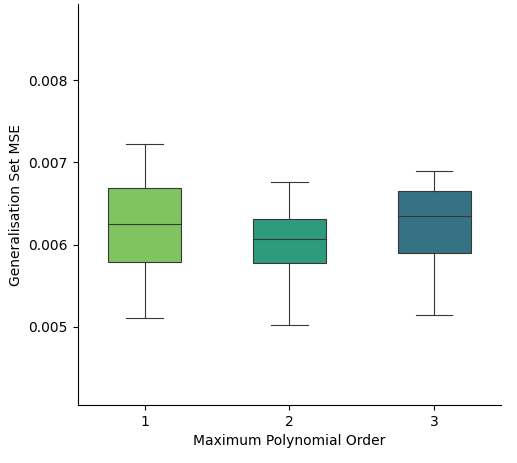 0.008
0.007
0.006
0.005
Generalisation Set MSE
1 2 3
Maximum Polynomial Order